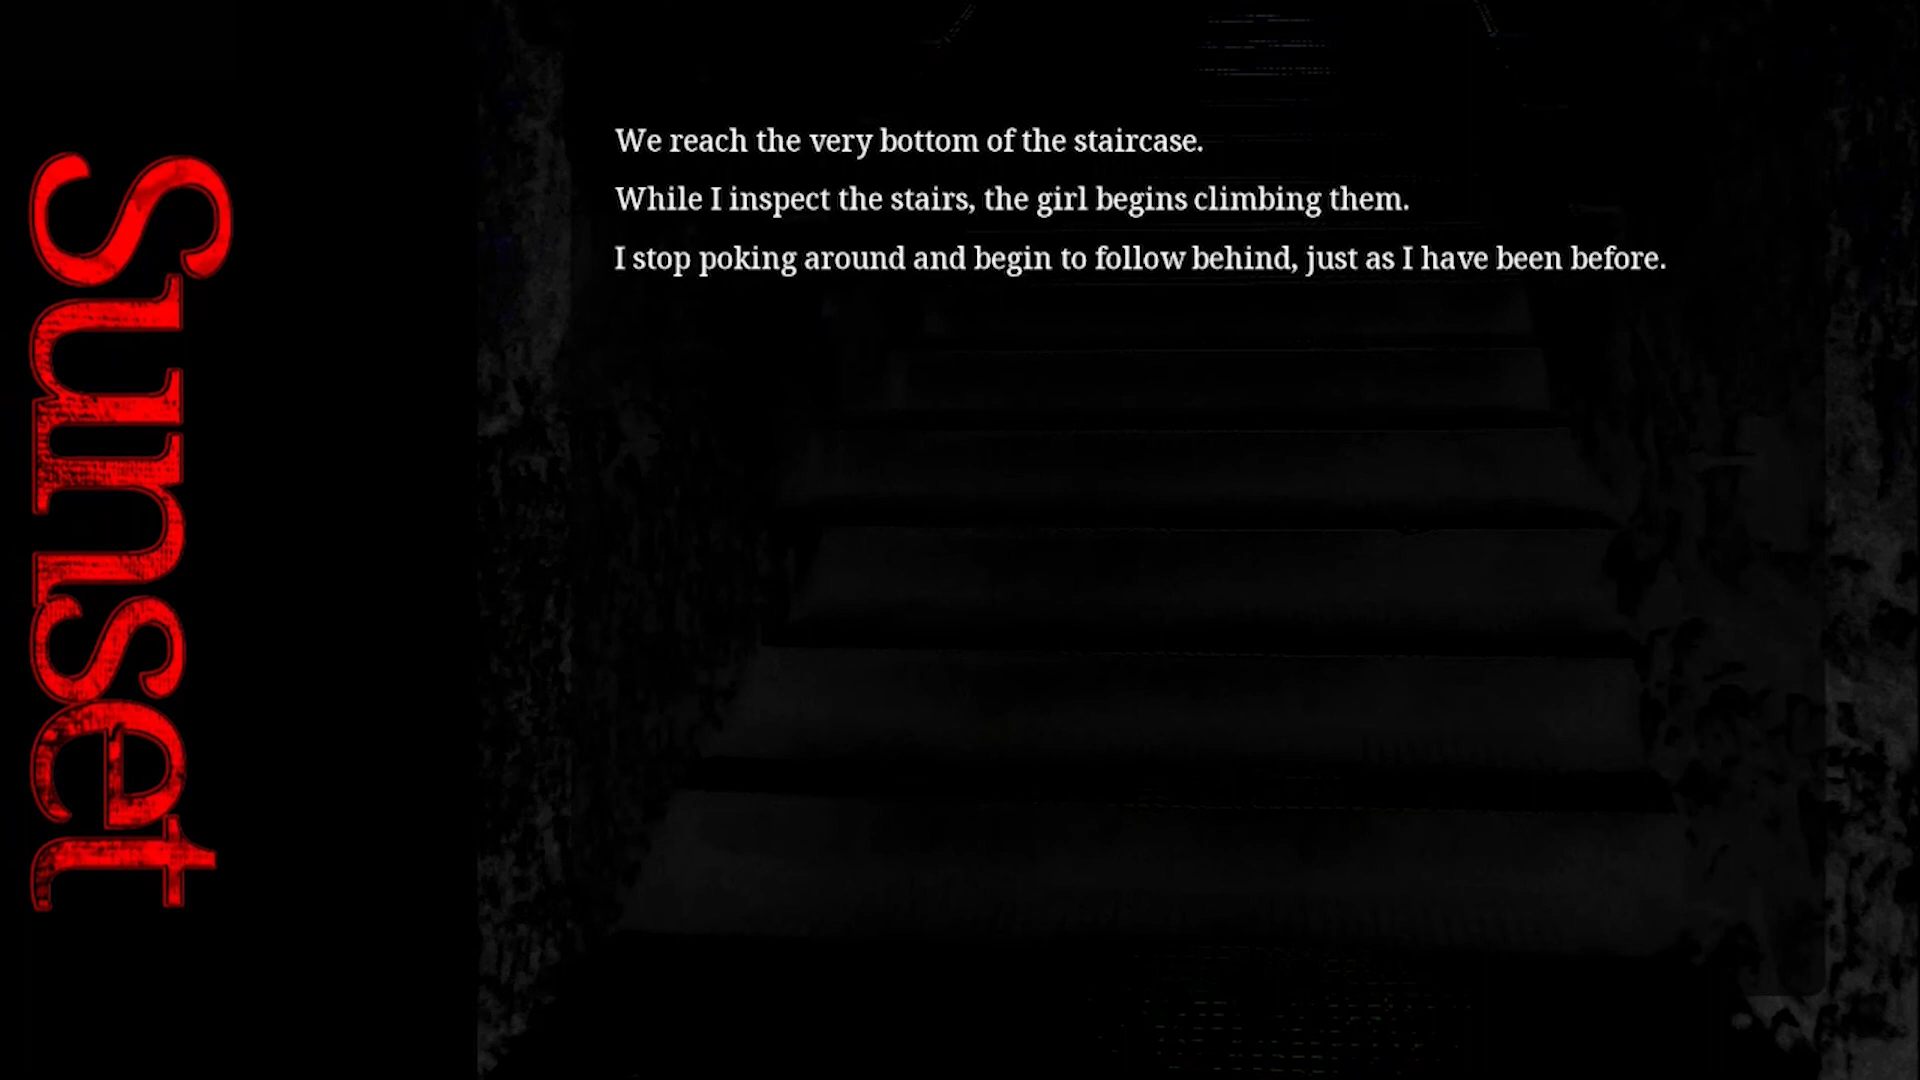 Sunset
We reach the very bottom of the staircase.
While I inspect the stairs, the girl begins climbing them.
I stop poking around and begin to follow behind, just as I have been before.